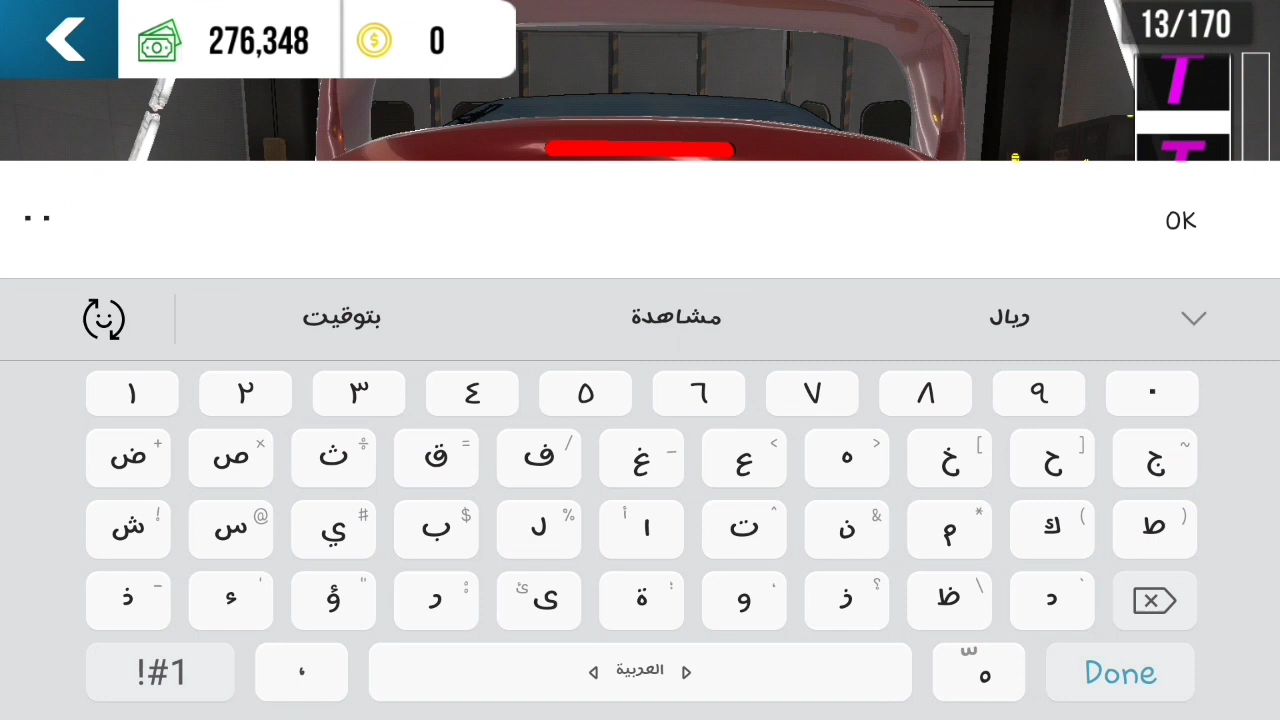 276,348 0 13/170
T
T
٠٠ OK
بتوقيت مشاهدة ريال
١ ٢ ٣ ٤ ٥ ٦ ٧ ٨ ٩ ٠
ض + ص × ث ÷ ق = ف / غ _ ع < ه > خ [ ح ] ج ~
ش ! س @ ي # ب $ ل % ا أ ت ^ ن & م * ك ( ط )
ذ - ء ' ؤ " ر : ى ئ ة ؛ و ، ز ؟ ظ \ د `
!#1 ، العربية ه Done